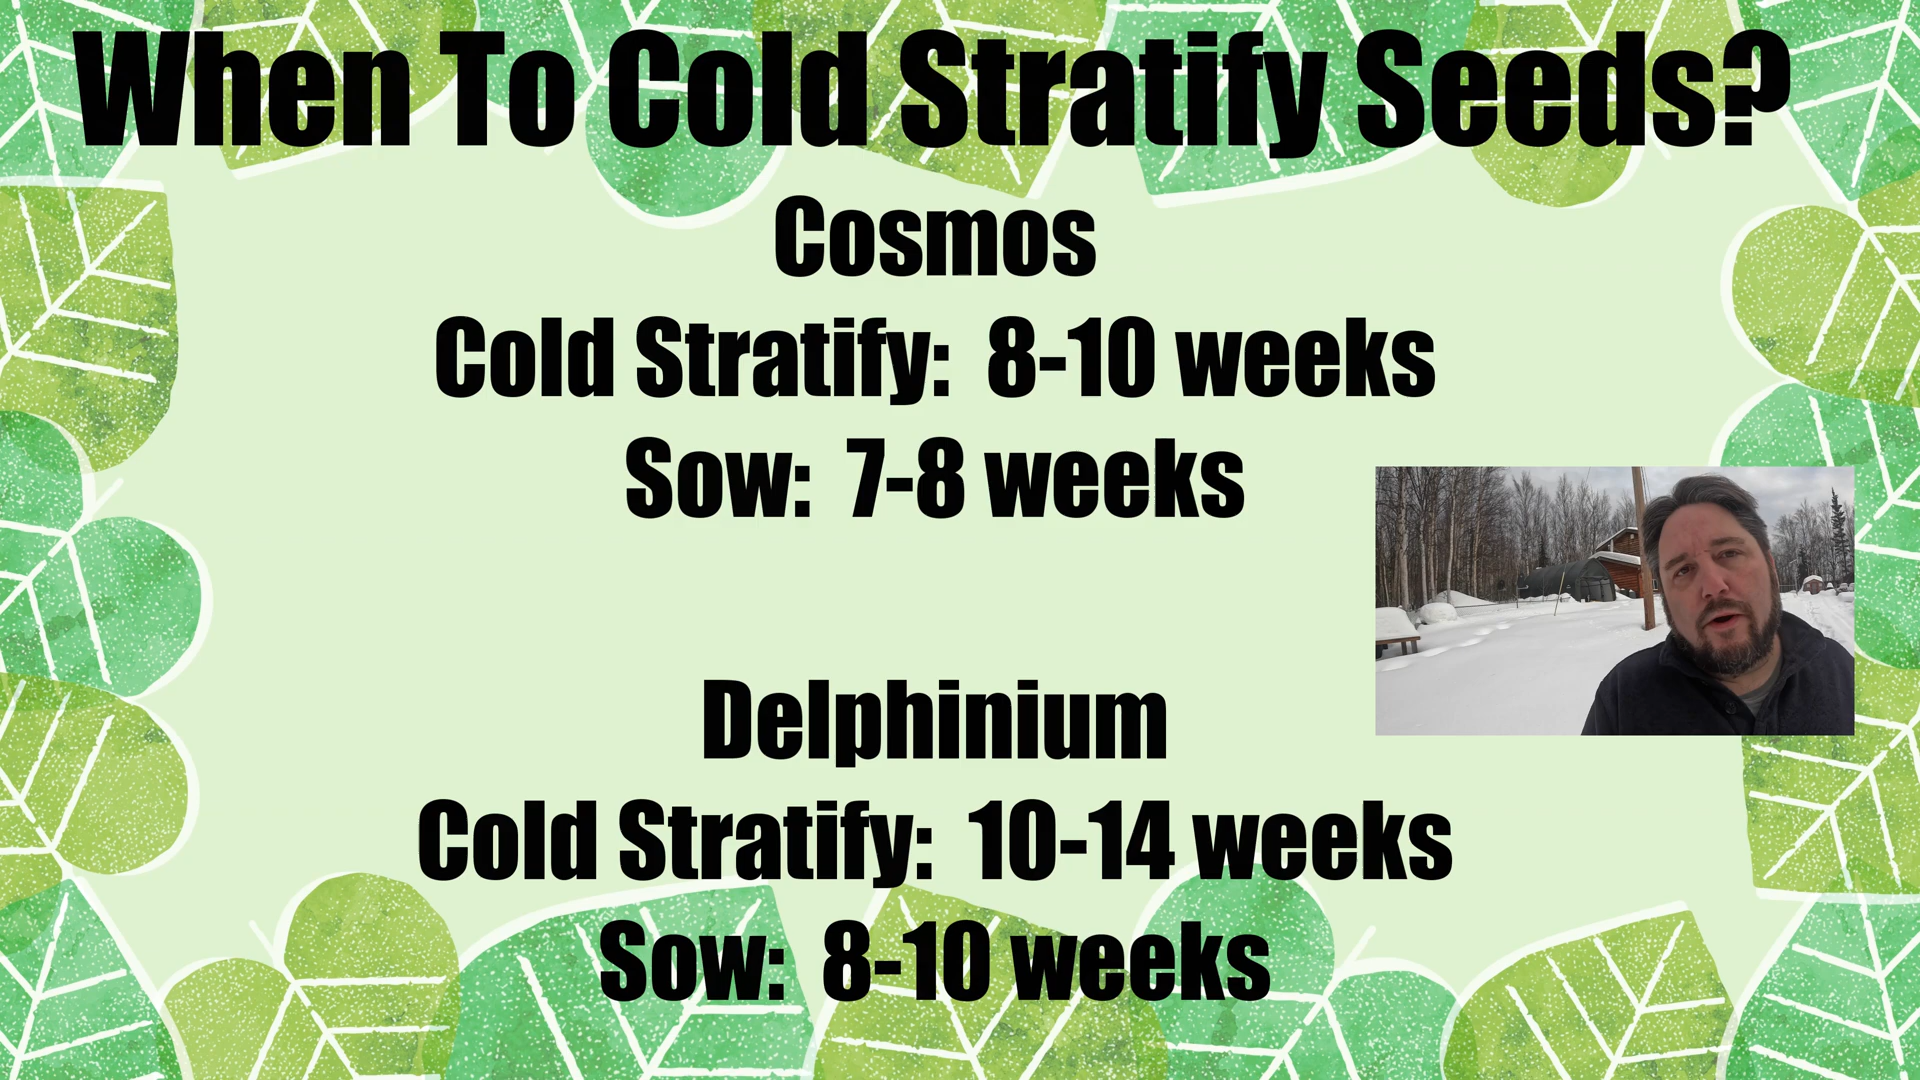 When To Cold Stratify Seeds?
Cosmos
Cold Stratify: 8-10 weeks
Sow: 7-8 weeks
Delphinium
Cold Stratify: 10-14 weeks
Sow: 8-10 weeks